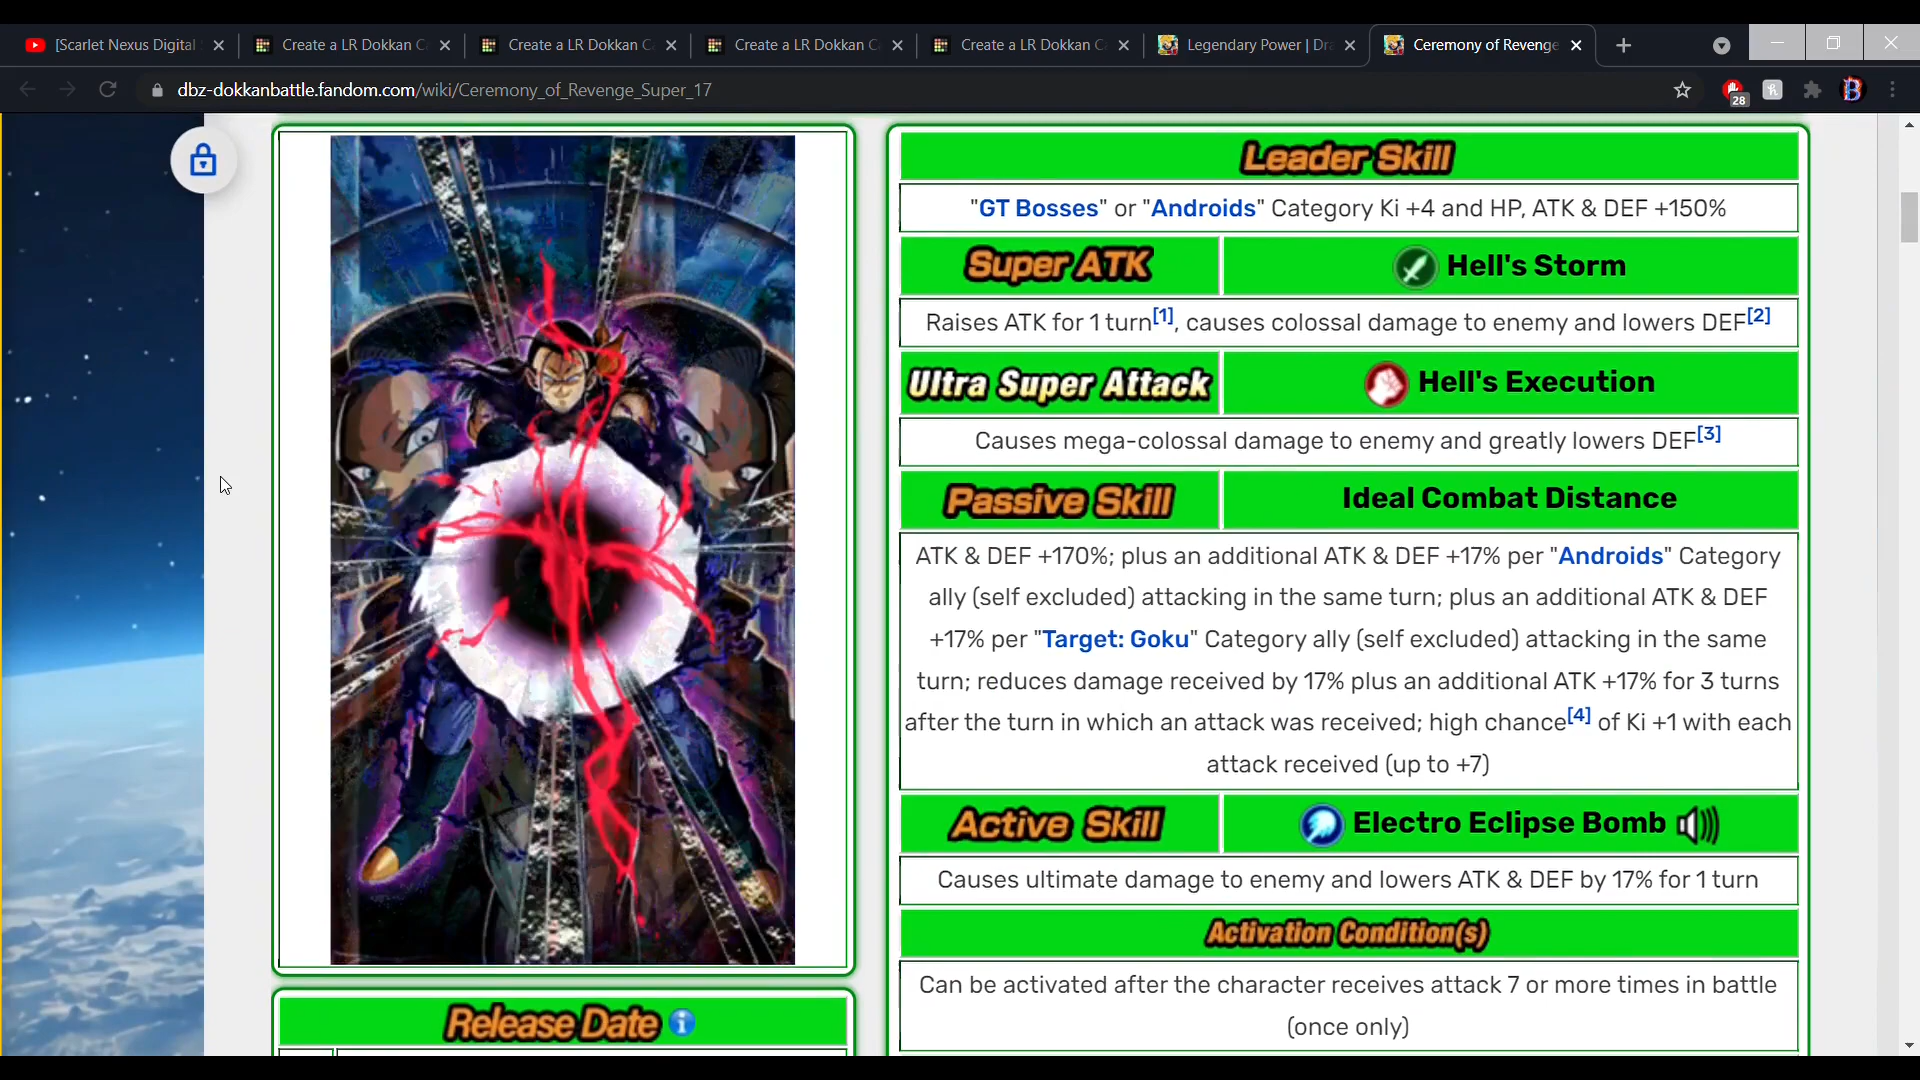 [Scarlet Nexus Digital
Create a LR Dokkan C
Create a LR Dokkan C
Create a LR Dokkan C
Create a LR Dokkan C
Legendary Power | Dra
Ceremony of Revenge
dbz-dokkanbattle.fandom.com/wiki/Ceremony_of_Revenge_Super_17
28
Leader Skill
"GT Bosses" or "Androids" Category Ki +4 and HP, ATK & DEF +150%
Super ATK
Hell's Storm
Raises ATK for 1 turn[1], causes colossal damage to enemy and lowers DEF[2]
Ultra Super Attack
Hell's Execution
Causes mega-colossal damage to enemy and greatly lowers DEF[3]
Passive Skill
Ideal Combat Distance
ATK & DEF +170%; plus an additional ATK & DEF +17% per "Androids" Category
ally (self excluded) attacking in the same turn; plus an additional ATK & DEF
+17% per "Target: Goku" Category ally (self excluded) attacking in the same
turn; reduces damage received by 17% plus an additional ATK +17% for 3 turns
after the turn in which an attack was received; high chance[4] of Ki +1 with each
attack received (up to +7)
Active Skill
Electro Eclipse Bomb
Causes ultimate damage to enemy and lowers ATK & DEF by 17% for 1 turn
Activation Condition(s)
Can be activated after the character receives attack 7 or more times in battle
(once only)
Release Date